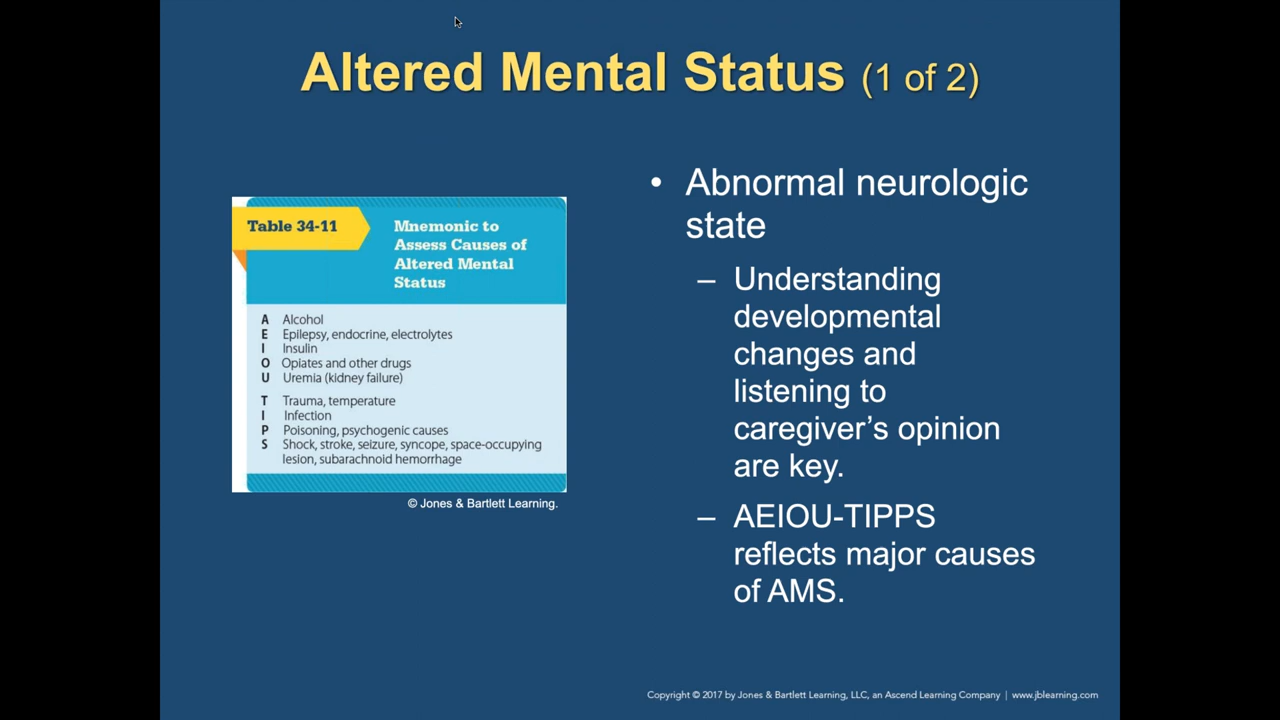 Altered Mental Status (1 of 2)
Table 34-11
Mnemonic to
Assess Causes of
Altered Mental
Status
A Alcohol
E Epilepsy, endocrine, electrolytes
I Insulin
O Opiates and other drugs
U Uremia (kidney failure)
T Trauma, temperature
I Infection
P Poisoning, psychogenic causes
S Shock, stroke, seizure, syncope, space-occupying
lesion, subarachnoid hemorrhage
© Jones & Bartlett Learning.
• Abnormal neurologic
state
– Understanding
developmental
changes and
listening to
caregiver’s opinion
are key.
– AEIOU-TIPPS
reflects major causes
of AMS.
Copyright © 2017 by Jones & Bartlett Learning, LLC, an Ascend Learning Company | www.jblearning.com